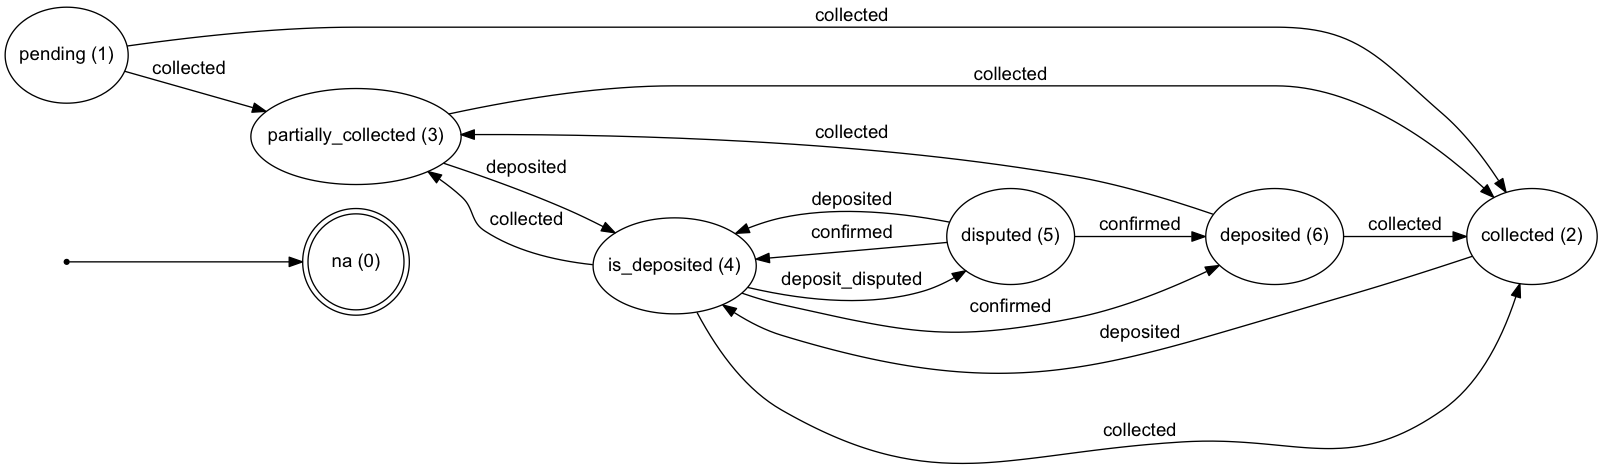 collected
pending (1)
collected
collected
collected
partially_collected (3)
deposited
deposited
collected
confirmed
confirmed
collected
disputed (5)
deposited (6)
collected (2)
na (0)
is_deposited (4)
deposit_disputed
confirmed
deposited
collected